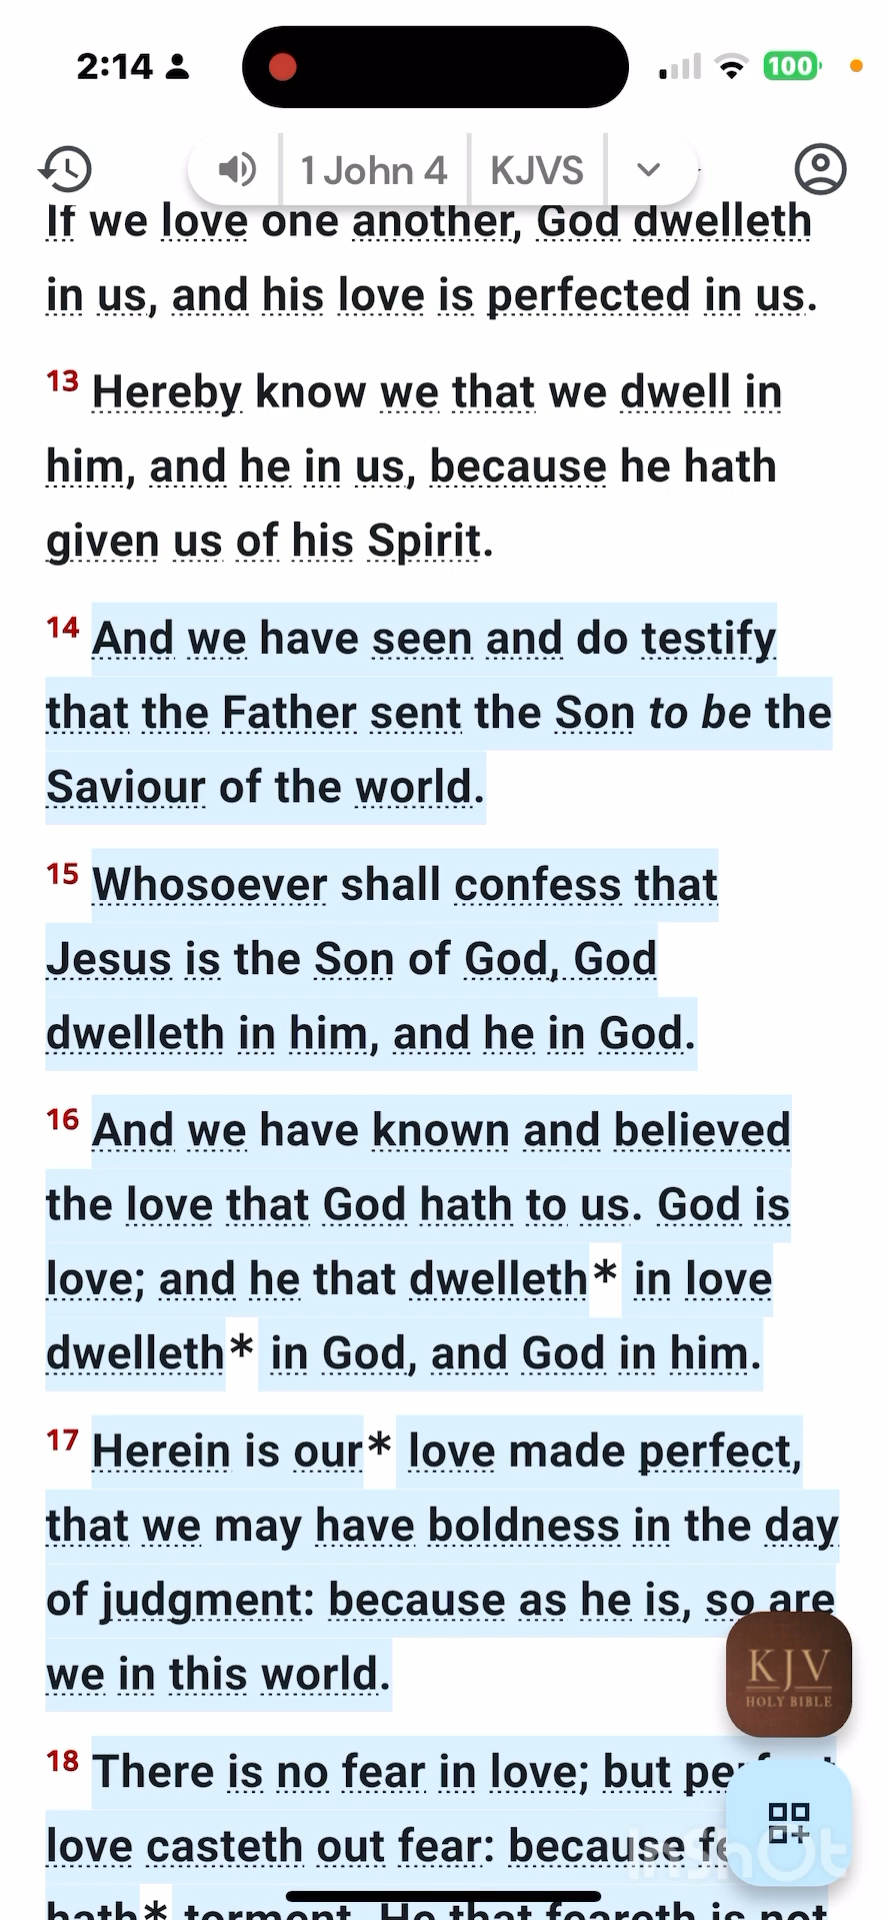 2:14
100
1 John 4 KJVS
If we love one another, God dwelleth
in us, and his love is perfected in us.
13 Hereby know we that we dwell in
him, and he in us, because he hath
given us of his Spirit.
14 And we have seen and do testify
that the Father sent the Son to be the
Saviour of the world.
15 Whosoever shall confess that
Jesus is the Son of God, God
dwelleth in him, and he in God.
16 And we have known and believed
the love that God hath to us. God is
love; and he that dwelleth* in love
dwelleth* in God, and God in him.
17 Herein is our* love made perfect,
that we may have boldness in the day
of judgment: because as he is, so are
we in this world.
KJV
HOLY BIBLE
18 There is no fear in love; but
love casteth out fear: because
InShOt
hath* torment. He that feareth is not